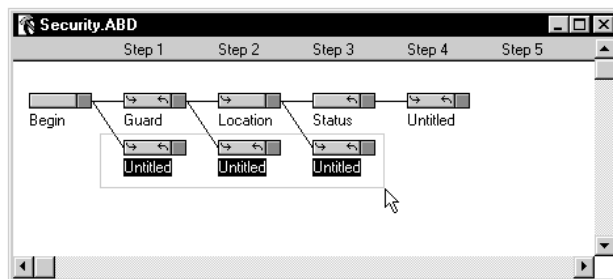 Security.ABD
Step 1 Step 2 Step 3 Step 4 Step 5
Begin Guard Location Status Untitled
Untitled Untitled Untitled